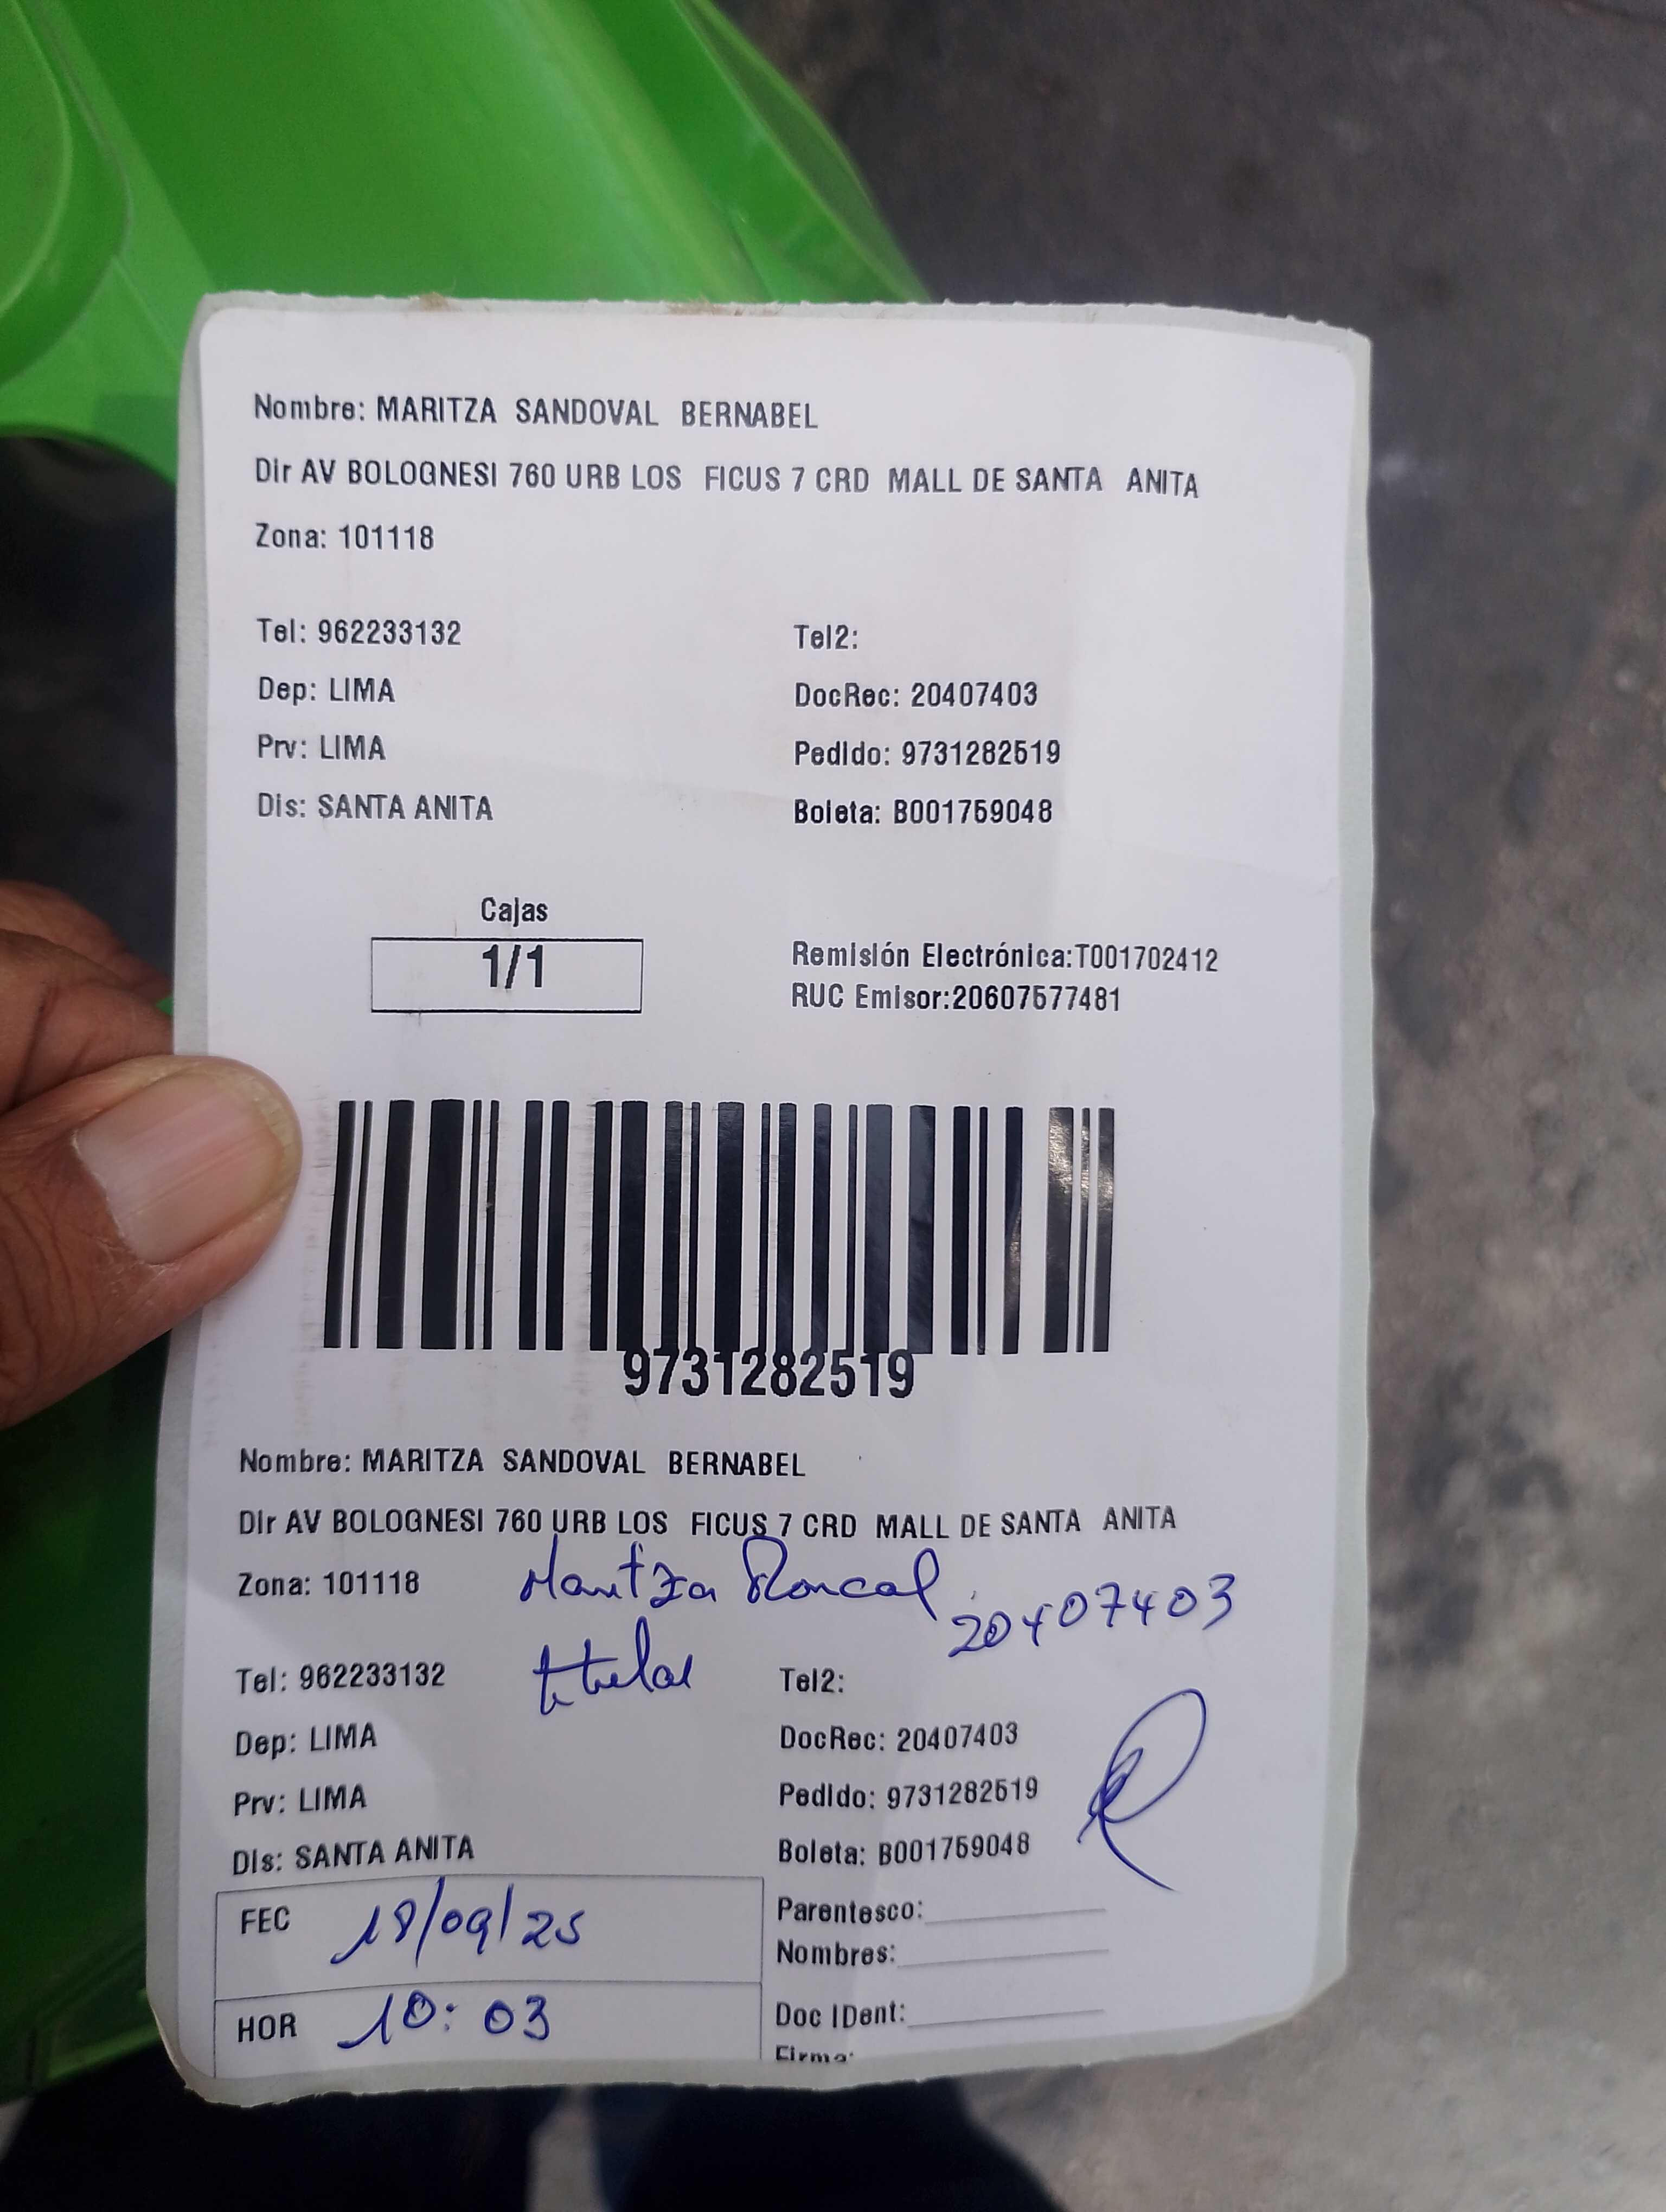 Nombre: MARITZA SANDOVAL BERNABEL
Dir AV BOLOGNESI 760 URB LOS FICUS 7 CRD MALL DE SANTA ANITA
Zona: 101118
Tel: 962233132 Tel2:
Dep: LIMA DocRec: 20407403
Prv: LIMA Pedido: 9731282519
Dis: SANTA ANITA Boleta: B001759048
Cajas
1/1
Remisión Electrónica:T001702412
RUC Emisor:20607577481
9731282519
Nombre: MARITZA SANDOVAL BERNABEL
Dir AV BOLOGNESI 760 URB LOS FICUS 7 CRD MALL DE SANTA ANITA
Zona: 101118 Maritza Roncal 20407403
Tel: 962233132 titular Tel2:
Dep: LIMA DocRec: 20407403
Prv: LIMA Pedido: 9731282519
Dis: SANTA ANITA Boleta: B001759048
FEC 18/09/25 Parentesco:
Nombres:
HOR 10:03 Doc IDent:
Firma: